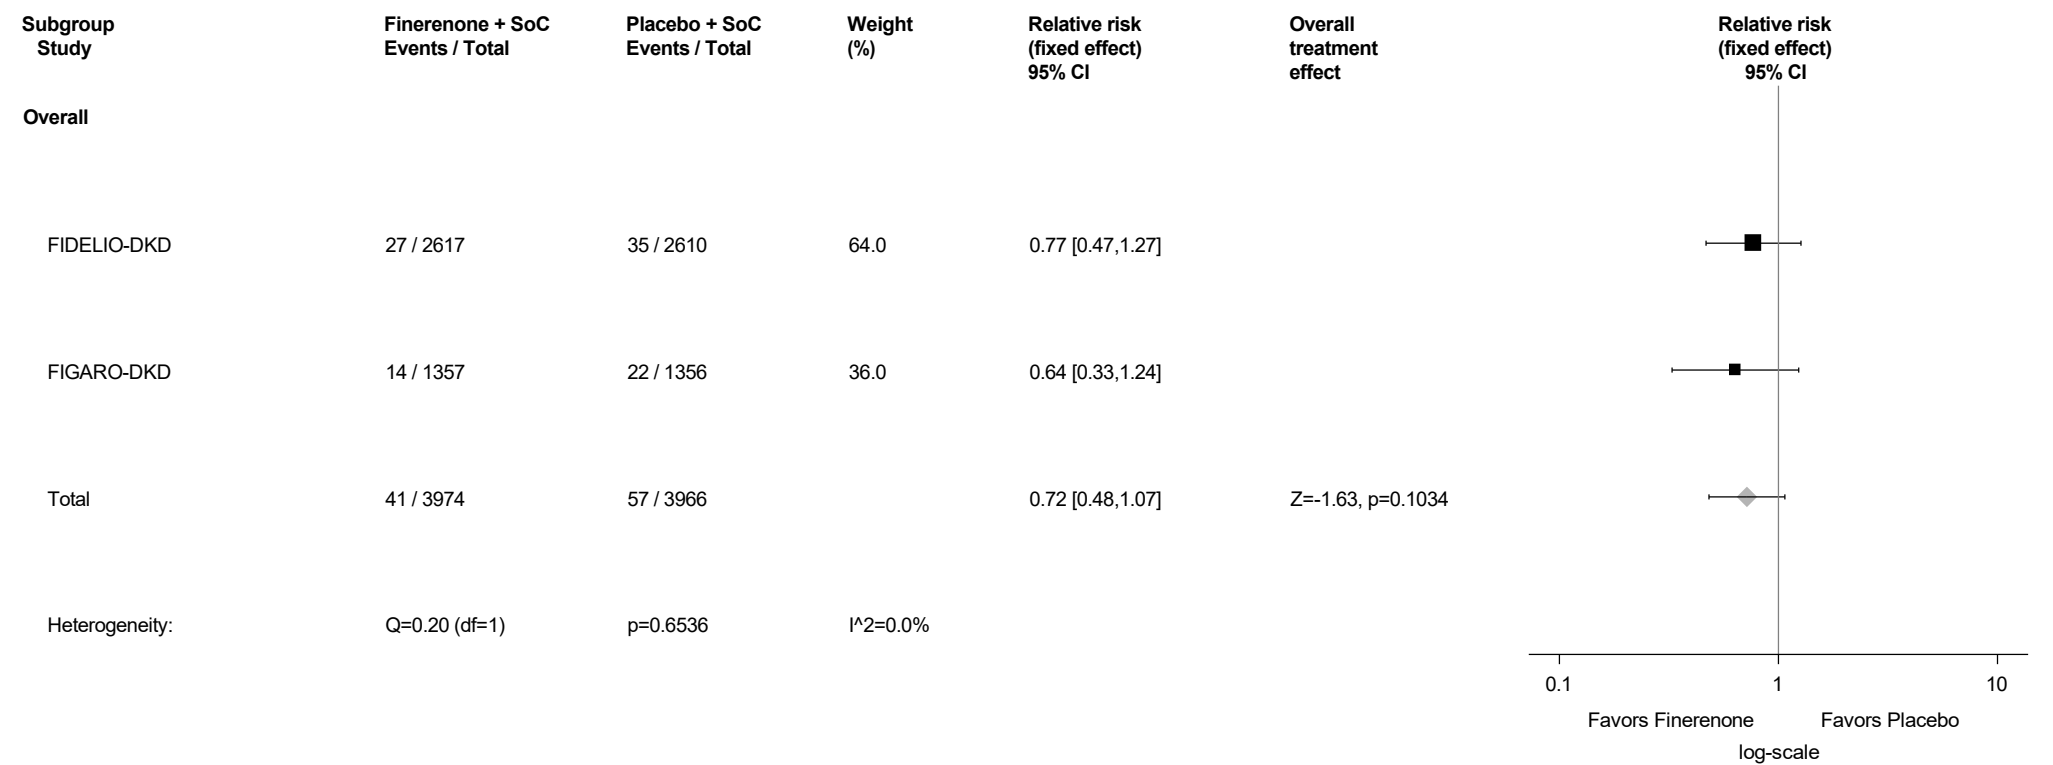 Subgroup Finerenone + SoC Placebo + SoC Weight Relative risk Overall Relative risk
Study Events / Total Events / Total (%) (fixed effect) treatment (fixed effect)
95% CI effect 95% CI
Overall
FIDELIO-DKD 27 / 2617 35 / 2610 64.0 0.77 [0.47,1.27]
FIGARO-DKD 14 / 1357 22 / 1356 36.0 0.64 [0.33,1.24]
Total 41 / 3974 57 / 3966 0.72 [0.48,1.07] Z=-1.63, p=0.1034
Heterogeneity: Q=0.20 (df=1) p=0.6536 I^2=0.0%
0.1 1 10
Favors Finerenone Favors Placebo
log-scale